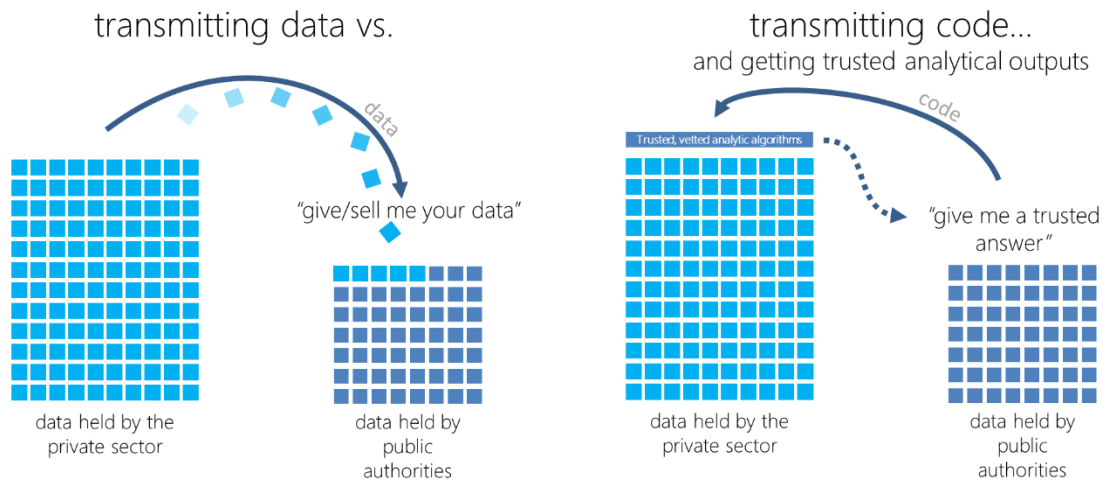 transmitting data vs.
data
"give/sell me your data"
data held by the
private sector
data held by
public
authorities
transmitting code...
and getting trusted analytical outputs
code
Trusted, vetted analytic algorithms
"give me a trusted
answer"
data held by the
private sector
data held by
public
authorities